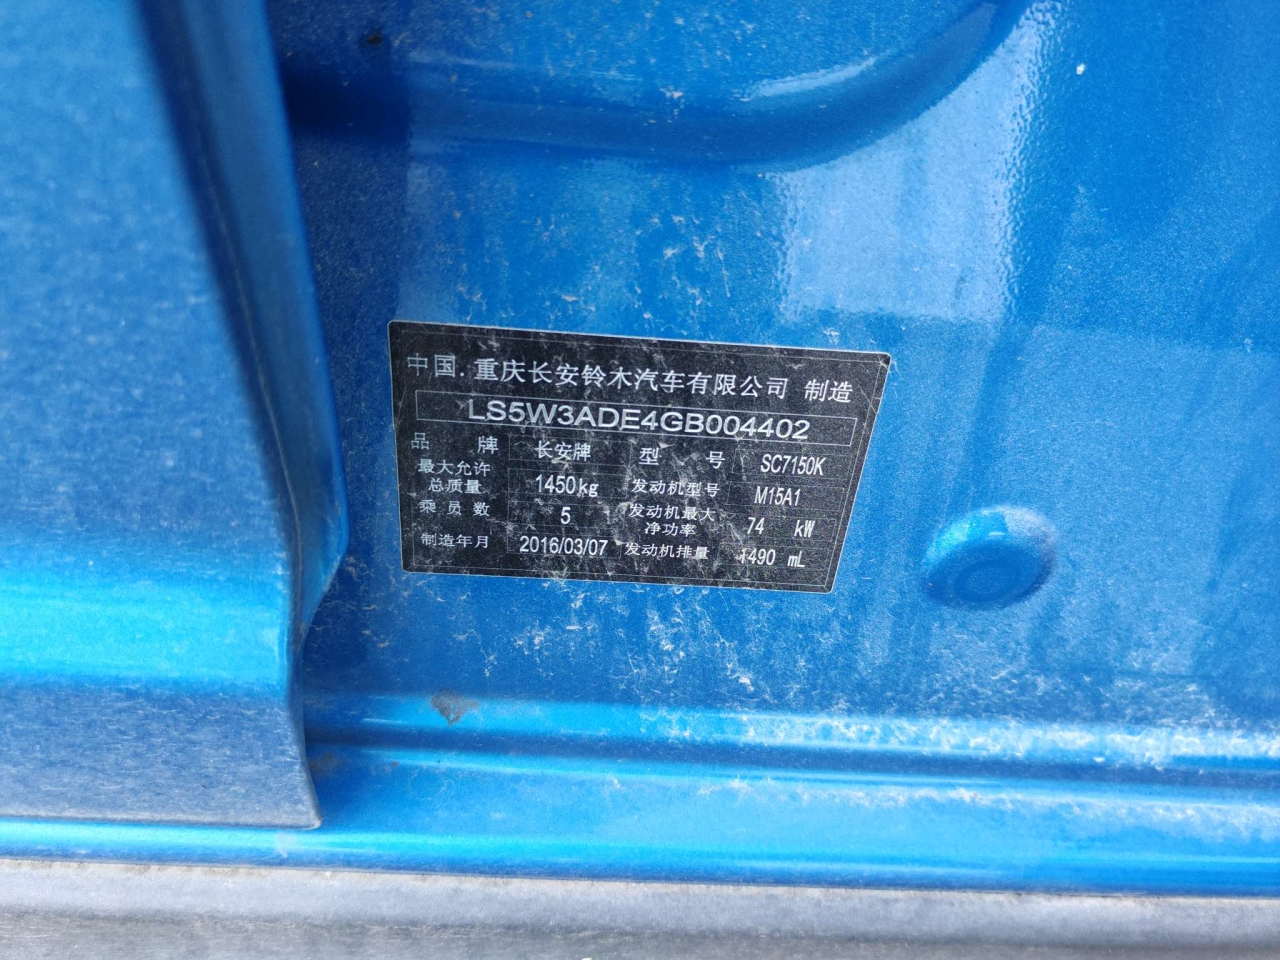 中国.重庆长安铃木汽车有限公司 制造
LS5W3ADE4GB004402
品牌 长安牌 型号 SC7150K
最大允许总质量 1450kg 发动机型号 M15A1
乘员数 5 发动机最大净功率 74 kW
制造年月 2016/03/07 发动机排量 1490 mL